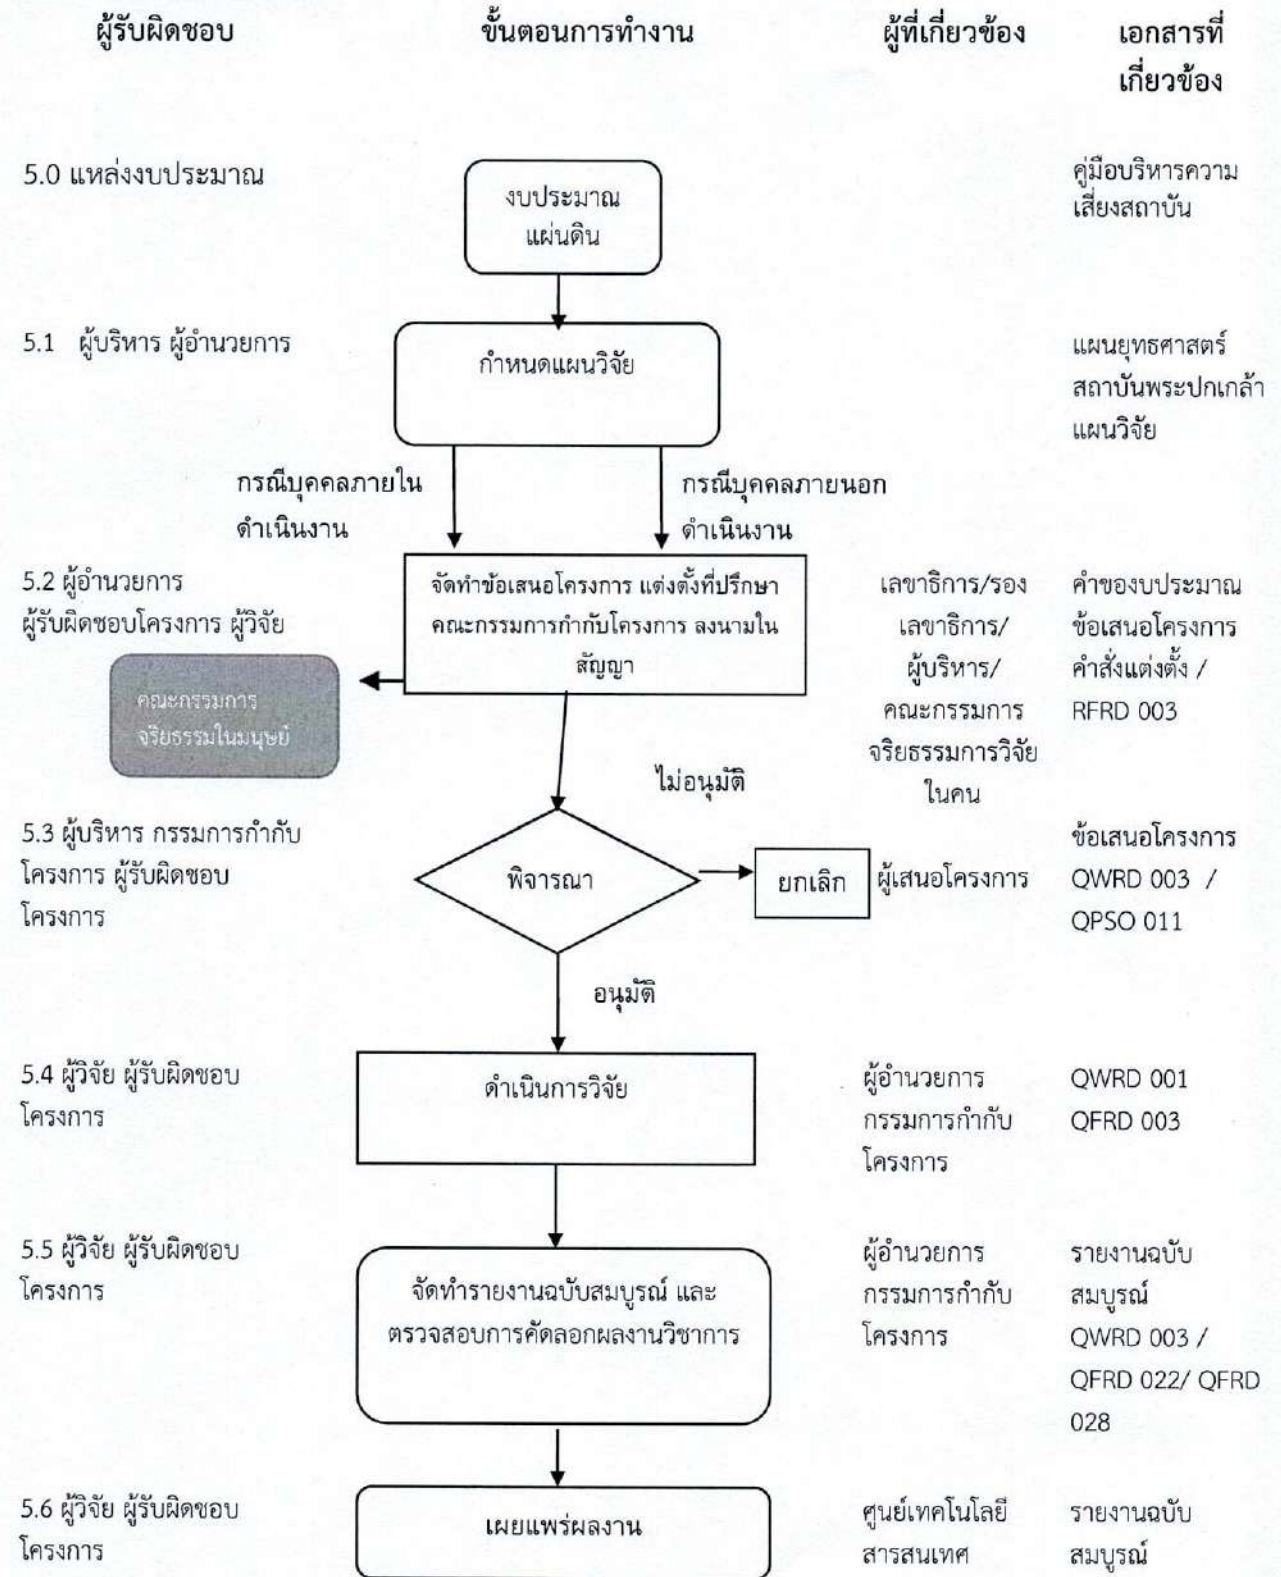 ผู้รับผิดชอบ
ขั้นตอนการทำงาน
ผู้ที่เกี่ยวข้อง
เอกสารที่
เกี่ยวข้อง
5.0 แหล่งงบประมาณ
งบประมาณ
แผ่นดิน
คู่มือบริหารความ
เสี่ยงสถาบัน
5.1 ผู้บริหาร ผู้อำนวยการ
กำหนดแผนวิจัย
แผนยุทธศาสตร์
สถาบันพระปกเกล้า
แผนวิจัย
กรณีบุคคลภายใน
ดำเนินงาน
กรณีบุคคลภายนอก
ดำเนินงาน
5.2 ผู้อำนวยการ
ผู้รับผิดชอบโครงการ ผู้วิจัย
จัดทำข้อเสนอโครงการ แต่งตั้งที่ปรึกษา
คณะกรรมการกำกับโครงการ ลงนามใน
สัญญา
คณะกรรมการ
จริยธรรมในมนุษย์
เลขาธิการ/รอง
เลขาธิการ/
ผู้บริหาร/
คณะกรรมการ
จริยธรรมการวิจัย
ในคน
คำของบประมาณ
ข้อเสนอโครงการ
คำสั่งแต่งตั้ง /
RFRD 003
ไม่อนุมัติ
5.3 ผู้บริหาร กรรมการกำกับ
โครงการ ผู้รับผิดชอบ
โครงการ
พิจารณา
ยกเลิก
ผู้เสนอโครงการ
ข้อเสนอโครงการ
QWRD 003 /
QPSO 011
อนุมัติ
5.4 ผู้วิจัย ผู้รับผิดชอบ
โครงการ
ดำเนินการวิจัย
ผู้อำนวยการ
กรรมการกำกับ
โครงการ
QWRD 001
QFRD 003
5.5 ผู้วิจัย ผู้รับผิดชอบ
โครงการ
จัดทำรายงานฉบับสมบูรณ์ และ
ตรวจสอบการคัดลอกผลงานวิชาการ
ผู้อำนวยการ
กรรมการกำกับ
โครงการ
รายงานฉบับ
สมบูรณ์
QWRD 003 /
QFRD 022/ QFRD
028
5.6 ผู้วิจัย ผู้รับผิดชอบ
โครงการ
เผยแพร่ผลงาน
ศูนย์เทคโนโลยี
สารสนเทศ
รายงานฉบับ
สมบูรณ์